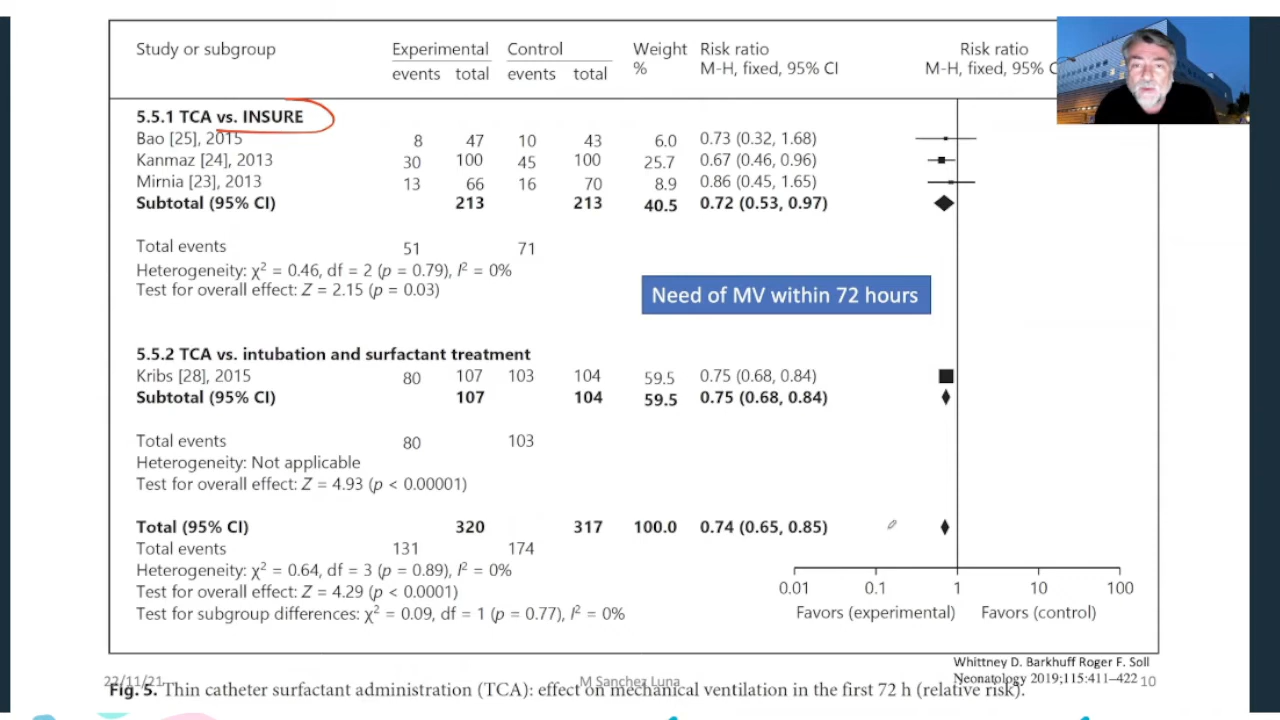 Study or subgroup Experimental Control Weight Risk ratio Risk ratio
events total events total % M-H, fixed, 95% CI M-H, fixed, 95%
5.5.1 TCA vs. INSURE
Bao [25], 2015 8 47 10 43 6.0 0.73 (0.32, 1.68)
Kanmaz [24], 2013 30 100 45 100 25.7 0.67 (0.46, 0.96)
Mirnia [23], 2013 13 66 16 70 8.9 0.86 (0.45, 1.65)
Subtotal (95% CI) 213 213 40.5 0.72 (0.53, 0.97)
Total events 51 71
Heterogeneity: χ2 = 0.46, df = 2 (p = 0.79), I2 = 0%
Test for overall effect: Z = 2.15 (p = 0.03)
Need of MV within 72 hours
5.5.2 TCA vs. intubation and surfactant treatment
Kribs [28], 2015 80 107 103 104 59.5 0.75 (0.68, 0.84)
Subtotal (95% CI) 107 104 59.5 0.75 (0.68, 0.84)
Total events 80 103
Heterogeneity: Not applicable
Test for overall effect: Z = 4.93 (p < 0.00001)
Total (95% CI) 320 317 100.0 0.74 (0.65, 0.85)
Total events 131 174
Heterogeneity: χ2 = 0.64, df = 3 (p = 0.89), I2 = 0%
Test for overall effect: Z = 4.29 (p < 0.0001)
Test for subgroup differences: χ2 = 0.09, df = 1 (p = 0.77), I2 = 0%
0.01 0.1 1 10 100
Favors (experimental) Favors (control)
Whittney D. Barkhuff Roger F. Soll
Neonatology 2019;115:411–422
22/11/21 M Sanchez Luna 10
Fig. 5. Thin catheter surfactant administration (TCA): effect on mechanical ventilation in the first 72 h (relative risk).